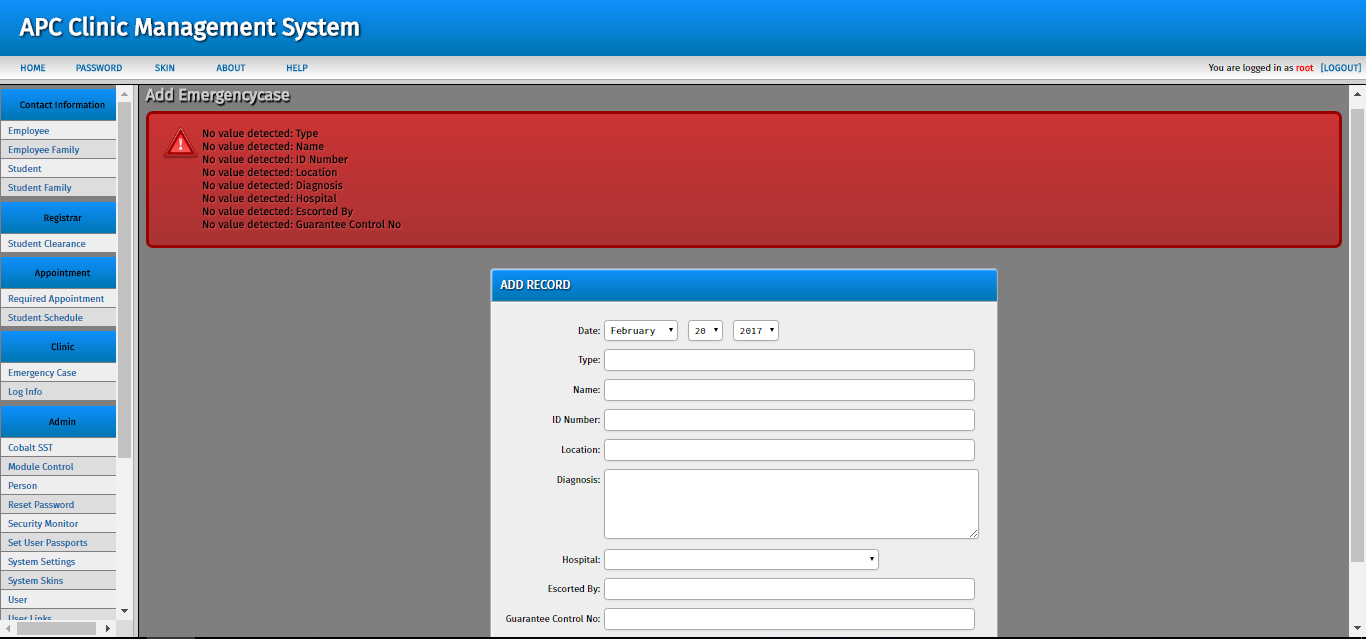 APC Clinic Management System
HOME PASSWORD SKIN ABOUT HELP You are logged in as root [LOGOUT]
Contact Information
Employee
Employee Family
Student
Student Family
Registrar
Student Clearance
Appointment
Required Appointment
Student Schedule
Clinic
Emergency Case
Log Info
Admin
Cobalt SST
Module Control
Person
Reset Password
Security Monitor
Set User Passports
System Settings
System Skins
User
User Links
Add Emergencycase
No value detected: Type
No value detected: Name
No value detected: ID Number
No value detected: Location
No value detected: Diagnosis
No value detected: Hospital
No value detected: Escorted By
No value detected: Guarantee Control No
ADD RECORD
Date: February 20 2017
Type:
Name:
ID Number:
Location:
Diagnosis:
Hospital:
Escorted By:
Guarantee Control No: